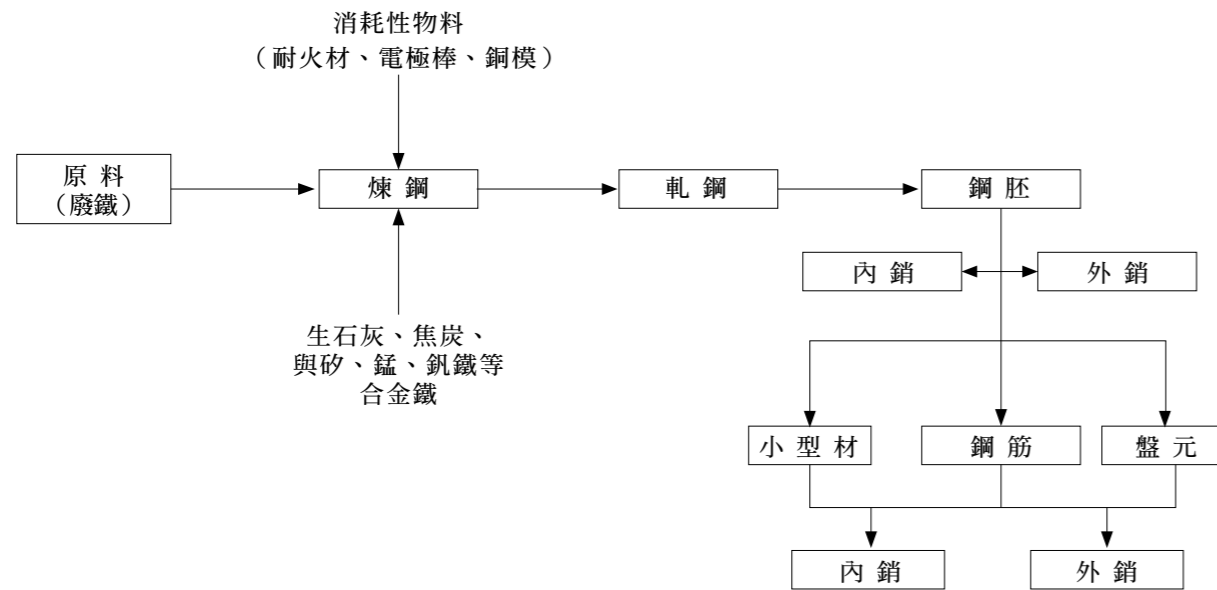 消耗性物料
（耐火材、電極棒、銅模）
原料
（廢鐵）
煉鋼
軋鋼
鋼胚
內銷
外銷
生石灰、焦炭、
與矽、錳、釩鐵等
合金鐵
小型材
鋼筋
盤元
內銷
外銷